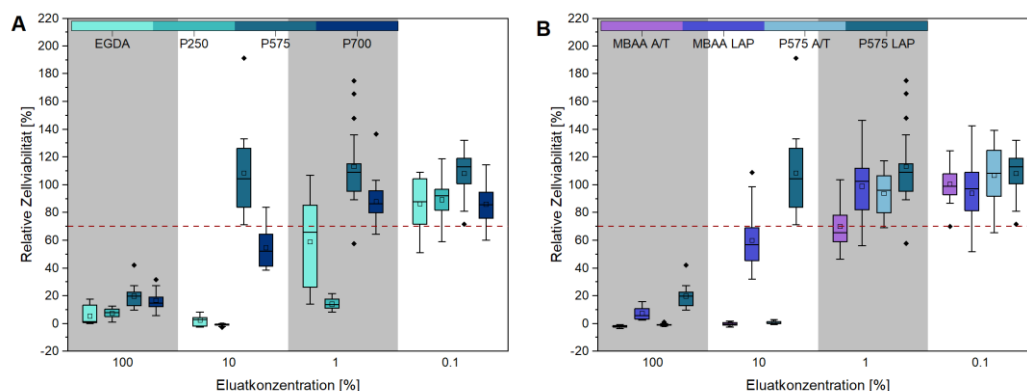 A
EGDA P250 P575 P700
Relative Zellviabilität [%]
220
200
180
160
140
120
100
80
60
40
20
0
-20
100 10 1 0.1
Eluatkonzentration [%]
B
MBAA A/T MBAA LAP P575 A/T P575 LAP
Relative Zellviabilität [%]
220
200
180
160
140
120
100
80
60
40
20
0
-20
100 10 1 0.1
Eluatkonzentration [%]